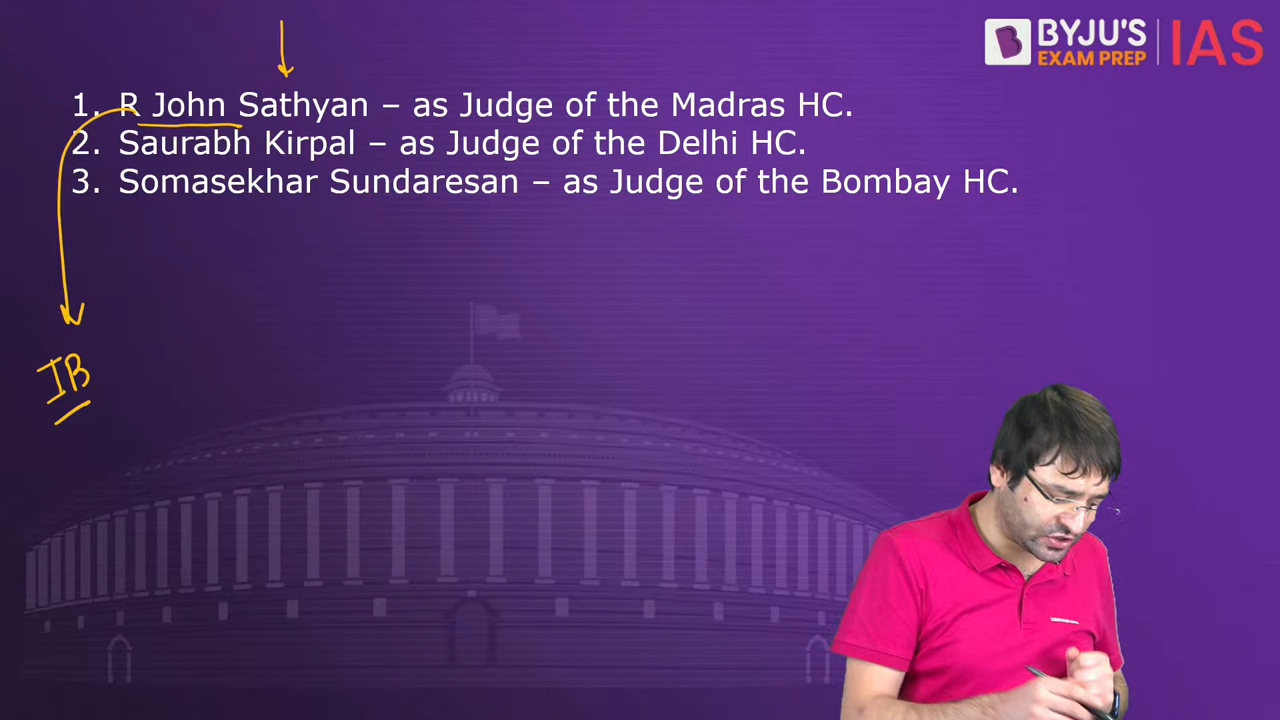 BYJU'S
EXAM PREP
IAS
1. R John Sathyan – as Judge of the Madras HC.
2. Saurabh Kirpal – as Judge of the Delhi HC.
3. Somasekhar Sundaresan – as Judge of the Bombay HC.
IB